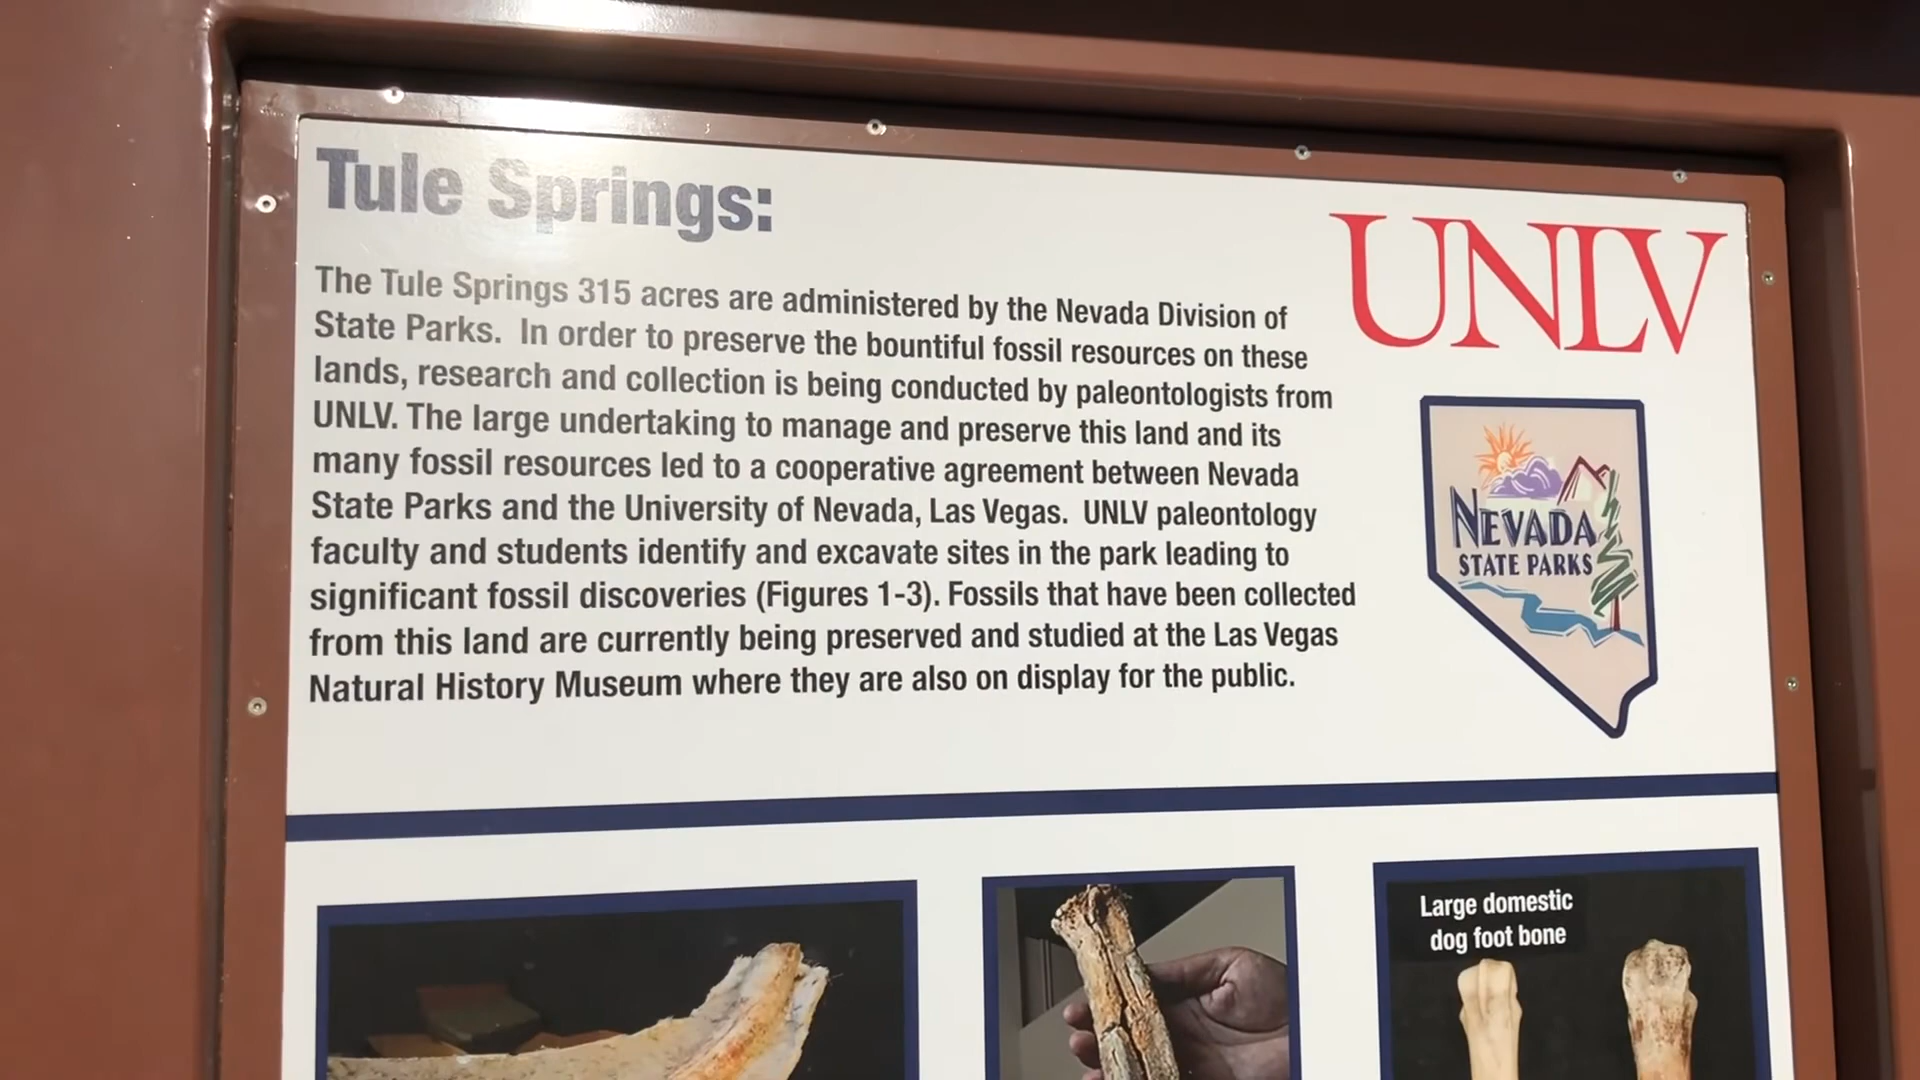 Tule Springs:
UNLV
The Tule Springs 315 acres are administered by the Nevada Division of
State Parks. In order to preserve the bountiful fossil resources on these
lands, research and collection is being conducted by paleontologists from
UNLV. The large undertaking to manage and preserve this land and its
many fossil resources led to a cooperative agreement between Nevada
State Parks and the University of Nevada, Las Vegas. UNLV paleontology
faculty and students identify and excavate sites in the park leading to
significant fossil discoveries (Figures 1-3). Fossils that have been collected
from this land are currently being preserved and studied at the Las Vegas
Natural History Museum where they are also on display for the public.
NEVADA
STATE PARKS
Large domestic
dog foot bone